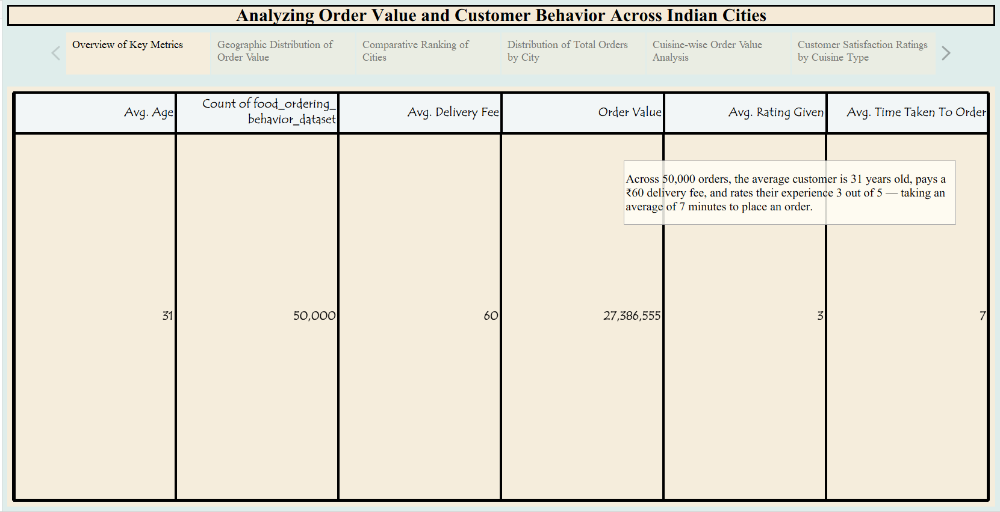 Analyzing Order Value and Customer Behavior Across Indian Cities
Overview of Key Metrics
Geographic Distribution of
Order Value
Comparative Ranking of
Cities
Distribution of Total Orders
by City
Cuisine-wise Order Value
Analysis
Customer Satisfaction Ratings
by Cuisine Type
Avg. Age
Count of food_ordering_
behavior_dataset
Avg. Delivery Fee
Order Value
Avg. Rating Given
Avg. Time Taken To Order
Across 50,000 orders, the average customer is 31 years old, pays a
₹60 delivery fee, and rates their experience 3 out of 5 — taking an
average of 7 minutes to place an order.
31
50,000
60
27,386,555
3
7